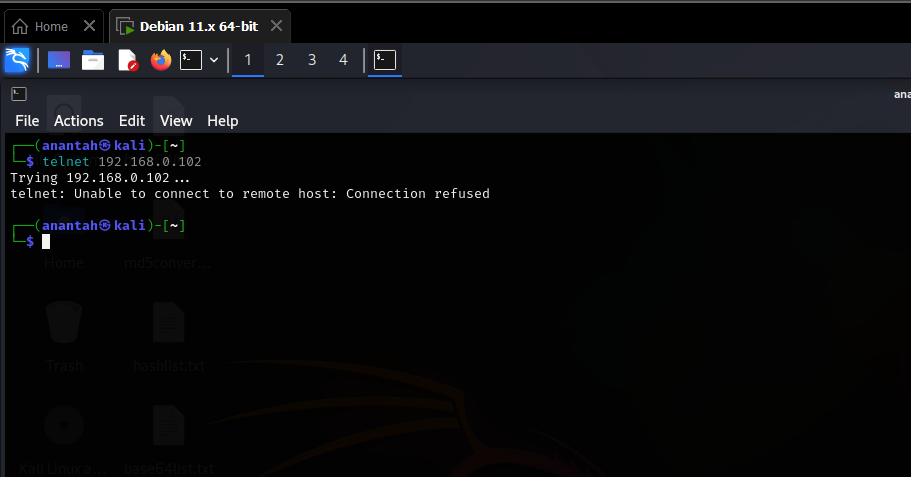 Home
Debian 11.x 64-bit
1 2 3 4
ana
File Actions Edit View Help
┌──(anantah㉿kali)-[~]
└─$ telnet 192.168.0.102
Trying 192.168.0.102...
telnet: Unable to connect to remote host: Connection refused
┌──(anantah㉿kali)-[~]
└─$
Home md5conver...
Trash hashlist.txt
Kali Linux a... base64list.txt